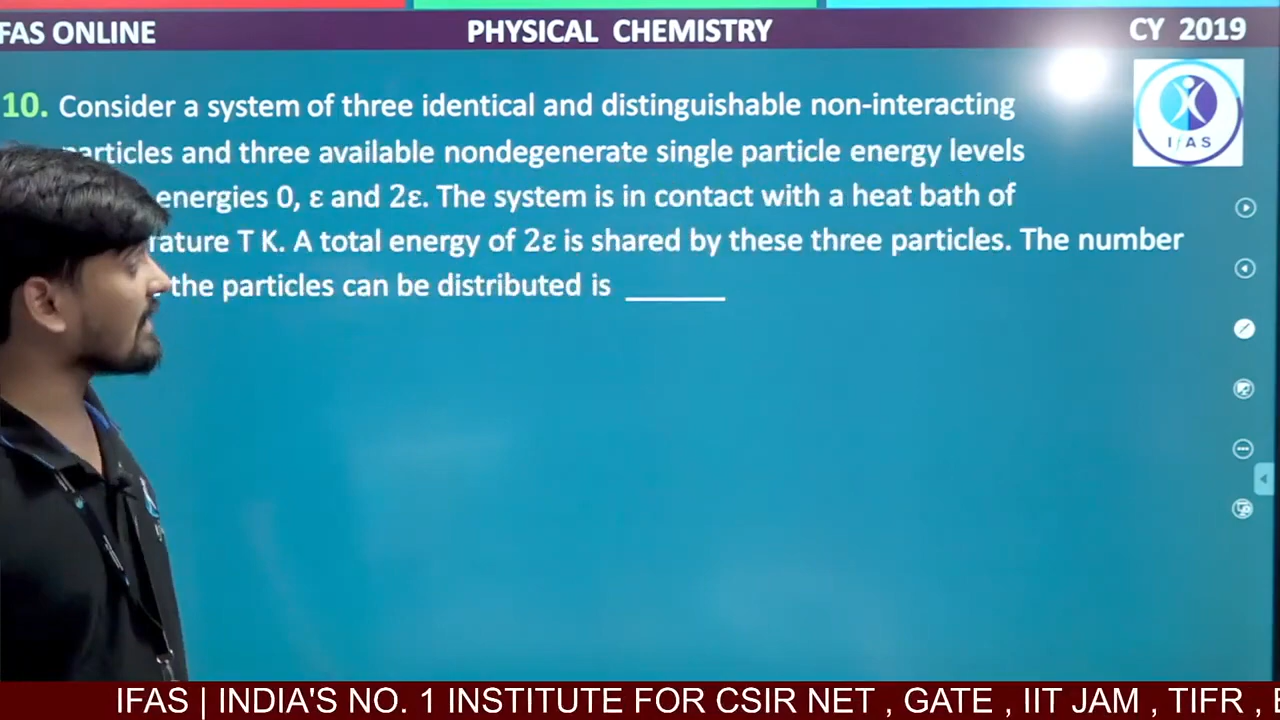 FAS ONLINE
PHYSICAL CHEMISTRY
CY 2019
10. Consider a system of three identical and distinguishable non-interacting
particles and three available nondegenerate single particle energy levels
energies 0, ε and 2ε. The system is in contact with a heat bath of
rature T K. A total energy of 2ε is shared by these three particles. The number
the particles can be distributed is ______
IFAS
IFAS | INDIA'S NO. 1 INSTITUTE FOR CSIR NET , GATE , IIT JAM , TIFR ,